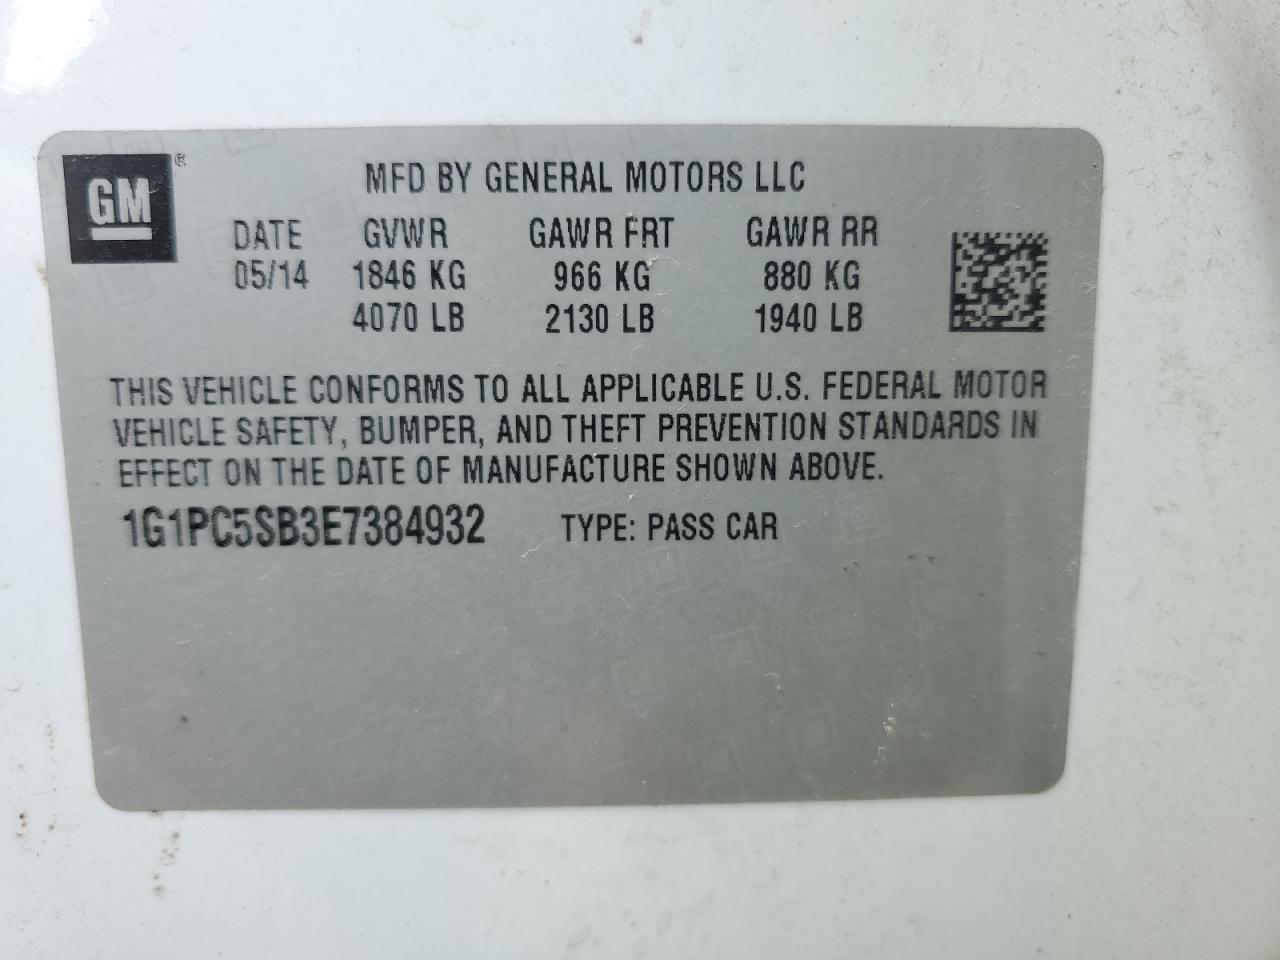 GM ®
MFD BY GENERAL MOTORS LLC
DATE GVWR GAWR FRT GAWR RR
05/14 1846 KG 966 KG 880 KG
4070 LB 2130 LB 1940 LB
THIS VEHICLE CONFORMS TO ALL APPLICABLE U.S. FEDERAL MOTOR
VEHICLE SAFETY, BUMPER, AND THEFT PREVENTION STANDARDS IN
EFFECT ON THE DATE OF MANUFACTURE SHOWN ABOVE.
1G1PC5SB3E7384932 TYPE: PASS CAR